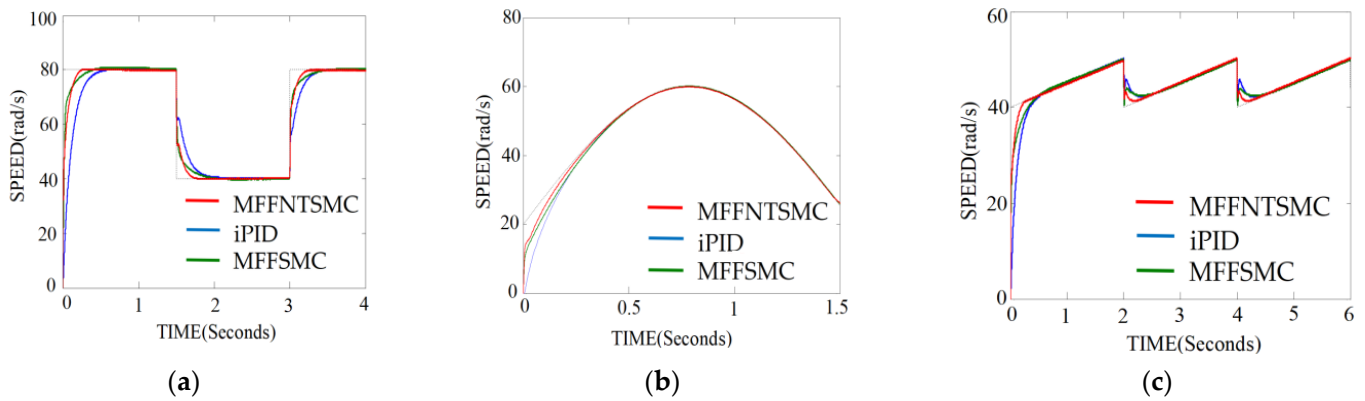 100
80
60
40
20
0
SPEED(rad/s)
MFFNTSMC
iPID
MFFSMC
0 1 2 3 4
TIME(Seconds)
(a)
80
60
40
20
0
SPEED(rad/s)
MFFNTSMC
iPID
MFFSMC
0 0.5 1 1.5
TIME(Seconds)
(b)
60
40
20
0
SPEED(rad/s)
MFFNTSMC
iPID
MFFSMC
0 1 2 3 4 5 6
TIME(Seconds)
(c)